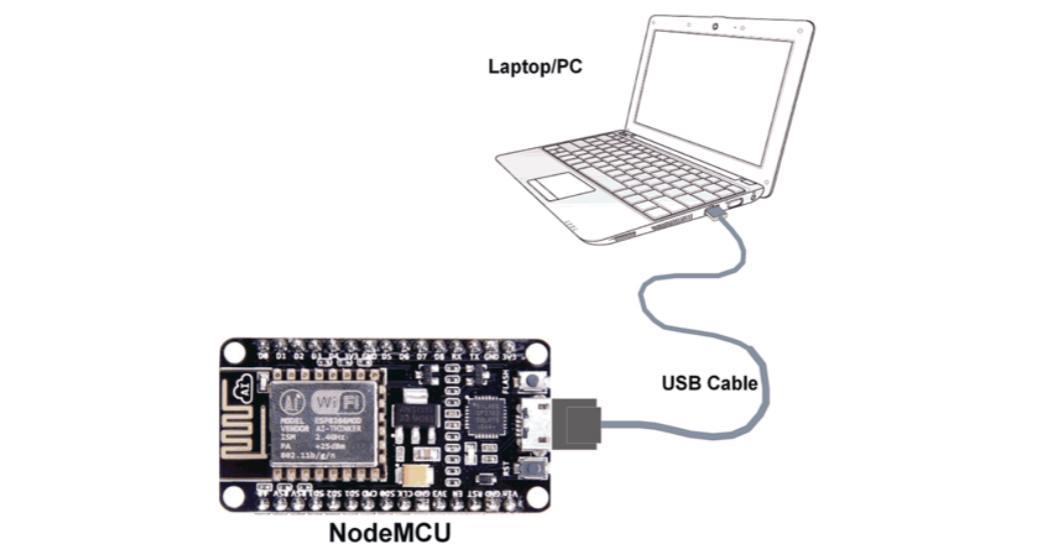 Laptop/PC
USB Cable
D0 D1 D2 D3 D4 3V3 GND D5 D6 D7 D8 RX TX GND 3V3
FLASH
Ai
Ai WiFi
MODEL ESP8266MOD
VENDOR AI-THINKER
ISM 2.4GHz
PA +25dBm
802.11b/g/n
RST
A0 RSV RSV SD3 SD2 SD1 CMD SD0 CLK GND 3V3 EN RST GND Vin
NodeMCU